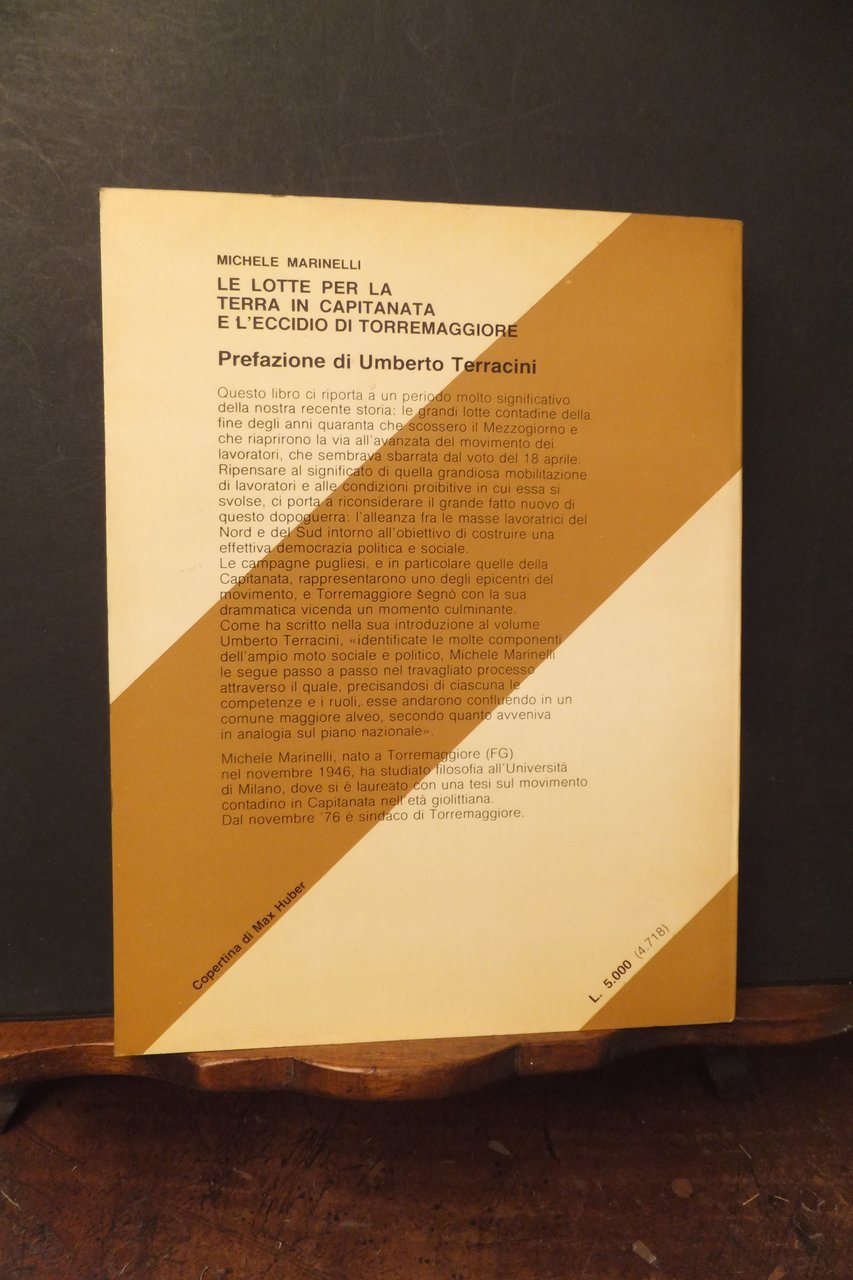 MICHELE MARINELLI
LE LOTTE PER LA
TERRA IN CAPITANATA
E L'ECCIDIO DI TORREMAGGIORE
Prefazione di Umberto Terracini
Questo libro ci riporta a un periodo molto significativo
della nostra recente storia: le grandi lotte contadine della
fine degli anni quaranta che scossero il Mezzogiorno e
che riaprirono la via all'avanzata del movimento dei
lavoratori, che sembrava sbarrata dal voto del 18 aprile.
Ripensare al significato di quella grandiosa mobilitazione
di lavoratori e alle condizioni proibitive in cui essa si
svolse, ci porta a riconsiderare il grande fatto nuovo di
questo dopoguerra: l'alleanza fra le masse lavoratrici del
Nord e del Sud intorno all'obiettivo di costruire una
effettiva democrazia politica e sociale.
Le campagne pugliesi, e in particolare quelle della
Capitanata, rappresentarono uno degli epicentri del
movimento, e Torremaggiore segnò con la sua
drammatica vicenda un momento culminante.
Come ha scritto nella sua introduzione al volume
Umberto Terracini, «identificate le molte componenti
dell'ampio moto sociale e politico, Michele Marinelli
le segue passo a passo nel travagliato processo
attraverso il quale, precisandosi di ciascuna le
competenze e i ruoli, esse andarono confluendo in un
comune maggiore alveo, secondo quanto avveniva
in analogia sul piano nazionale».
Michele Marinelli, nato a Torremaggiore (FG)
nel novembre 1946, ha studiato filosofia all'Università
di Milano, dove si è laureato con una tesi sul movimento
contadino in Capitanata nell'età giolittiana.
Dal novembre '76 è sindaco di Torremaggiore.
Copertina di Max Huber
L. 5.000 (4.718)